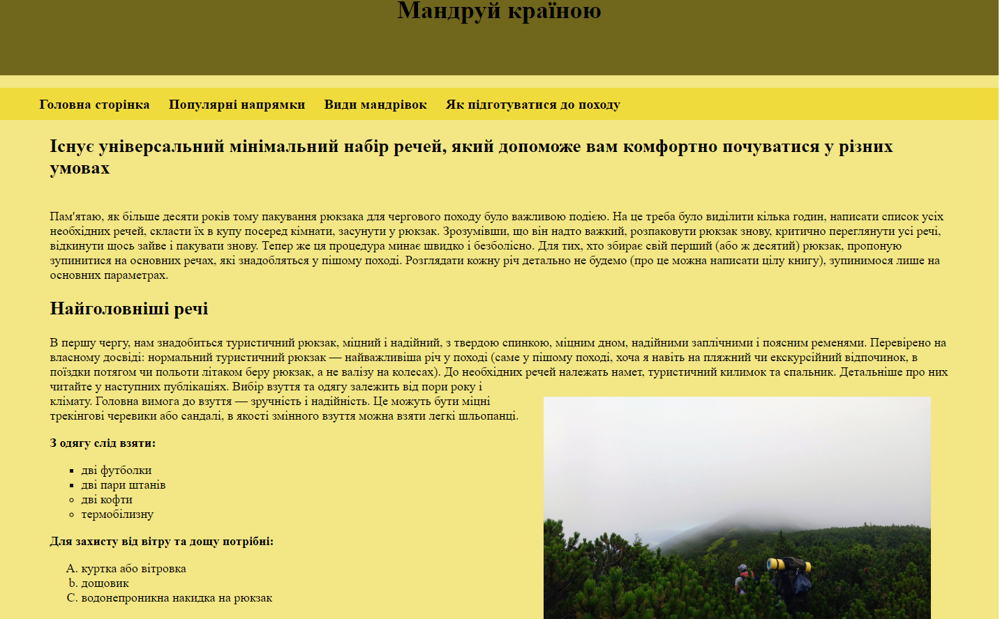 Мандруй країною
Головна сторінка Популярні напрямки Види мандрівок Як підготуватися до походу
Існує універсальний мінімальний набір речей, який допоможе вам комфортно почуватися у різних
умовах
Пам'ятаю, як більше десяти років тому пакування рюкзака для чергового походу було важливою подією. На це треба було виділити кілька годин, написати список усіх
необхідних речей, скласти їх в купу посеред кімнати, засунути у рюкзак. Зрозумівши, що він надто важкий, розпаковути рюкзак знову, критично переглянути усі речі,
відкинути щось зайве і пакувати знову. Тепер же ця процедура минає швидко і безболісно. Для тих, хто збирає свій перший (або ж десятий) рюкзак, пропоную
зупинитися на основних речах, які знадобляться у пішому поході. Розглядати кожну річ детально не будемо (про це можна написати цілу книгу), зупинимося лише на
основних параметрах.
Найголовніші речі
В першу чергу, нам знадобиться туристичний рюкзак, міцний і надійний, з твердою спинкою, міцним дном, надійними заплічними і поясним ременями. Перевірено на
власному досвіді: нормальний туристичний рюкзак — найважливіша річ у поході (саме у пішому поході, хоча я навіть на пляжний чи екскурсійний відпочинок, в
поїздки потягом чи польоти літаком беру рюкзак, а не валізу на колесах). До необхідних речей належать намет, туристичний килимок та спальник. Детальніше про них
читайте у наступних публікаціях. Вибір взуття та одягу залежить від пори року і
клімату. Головна вимога до взуття — зручність і надійність. Це можуть бути міцні
трекінгові черевики або сандалі, в якості змінного взуття можна взяти легкі шльопанці.
З одягу слід взяти:
▪ дві футболки
▪ дві пари штанів
◦ дві кофти
◦ термобілизну
Для захисту від вітру та дощу потрібні:
A. куртка або вітровка
b. дощовик
C. водонепроникна накидка на рюкзак